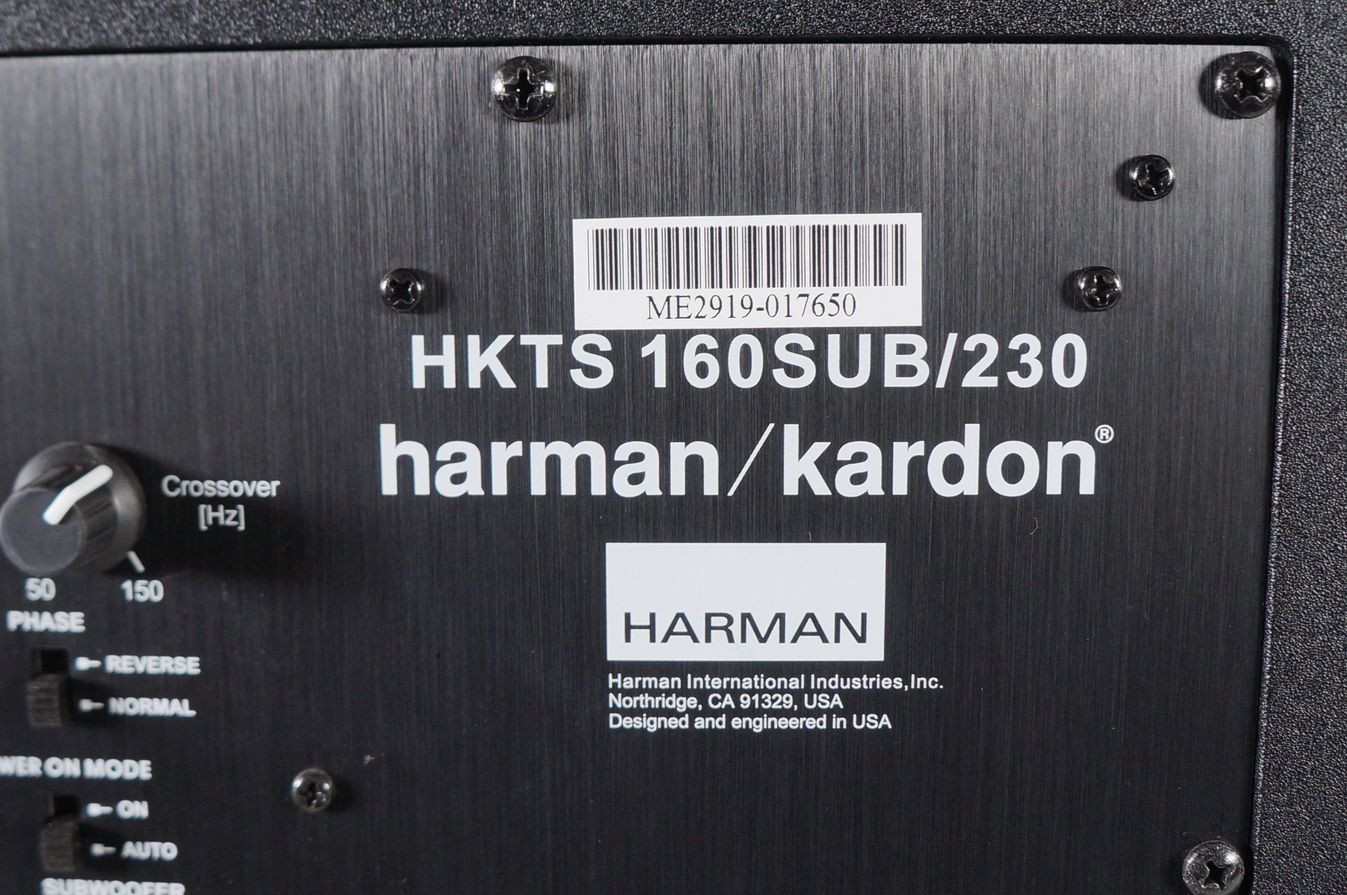 ME2919-017650
HKTS 160SUB/230
harman/kardon®
Crossover
[Hz]
50 150
PHASE
REVERSE
NORMAL
HARMAN
Harman International Industries,Inc.
Northridge, CA 91329, USA
Designed and engineered in USA
WER ON MODE
ON
AUTO
SUBWOOFER